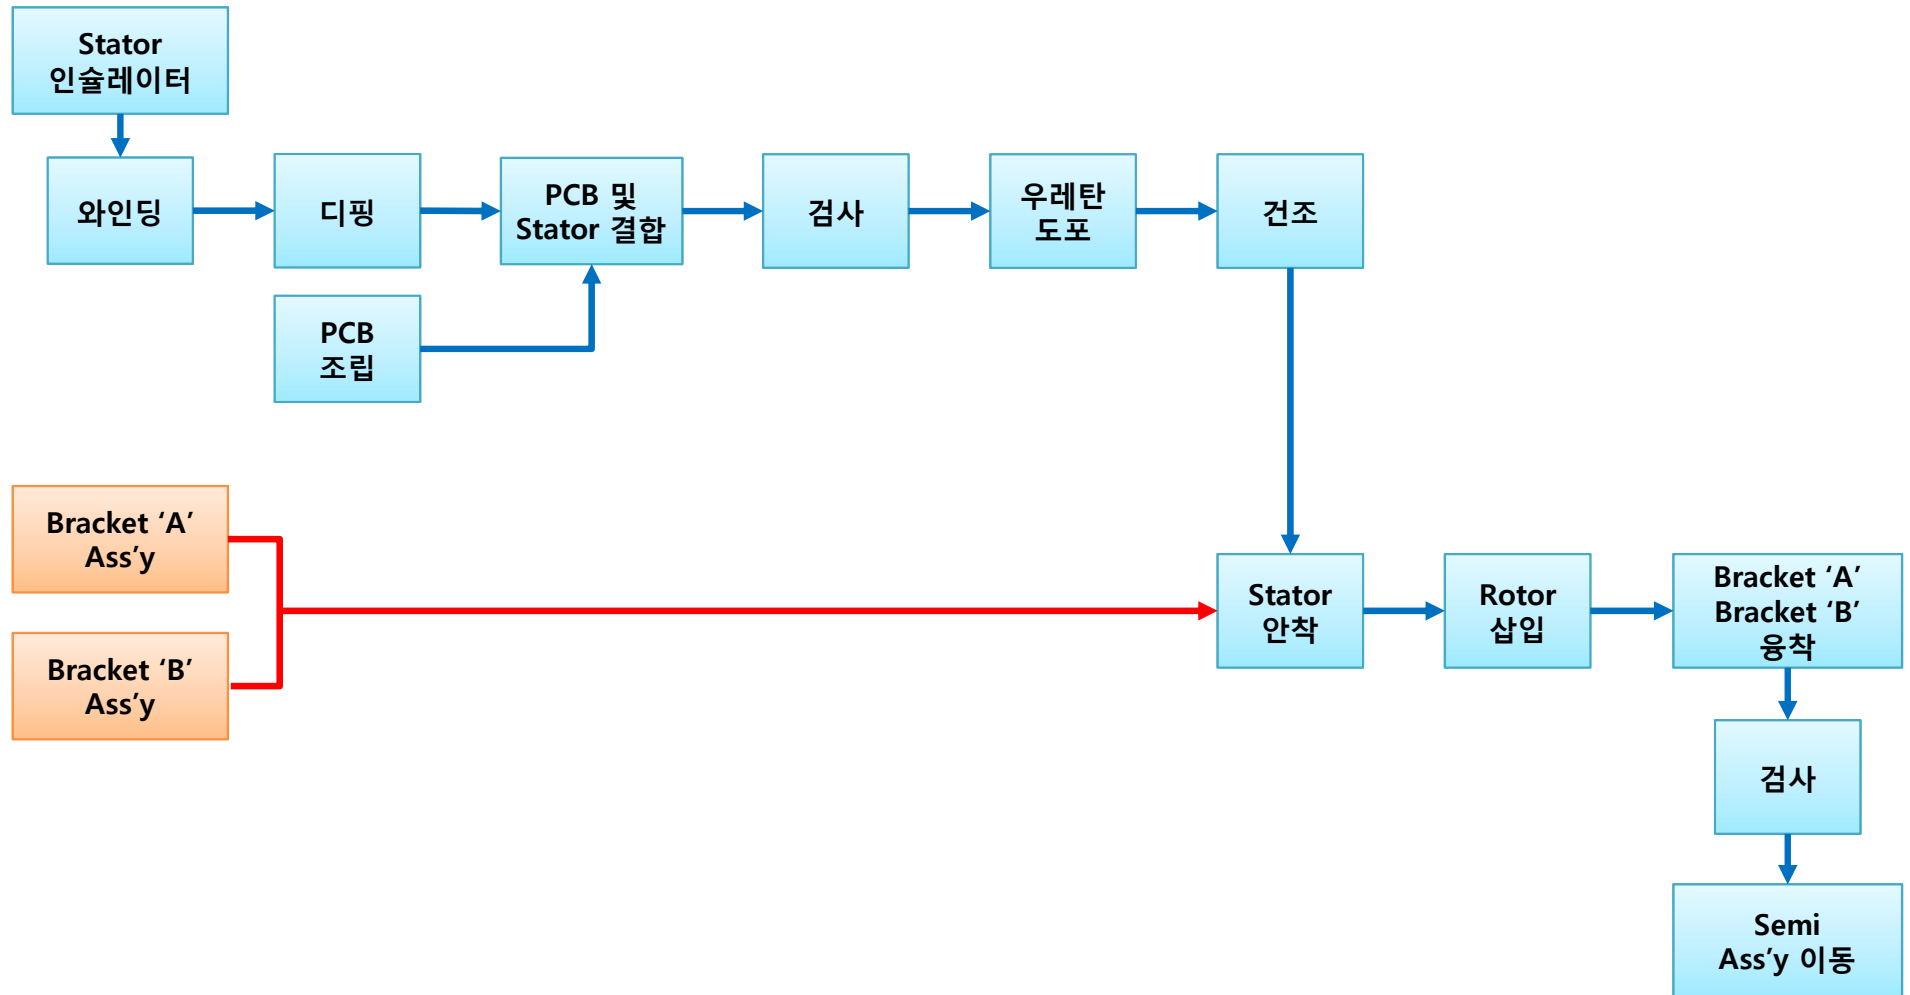 Stator
인슐레이터
와인딩
디핑
PCB 및
Stator 결합
검사
우레탄
도포
건조
PCB
조립
Bracket ‘A’
Ass’y
Bracket ‘B’
Ass’y
Stator
안착
Rotor
삽입
Bracket ‘A’
Bracket ‘B’
융착
검사
Semi
Ass’y 이동